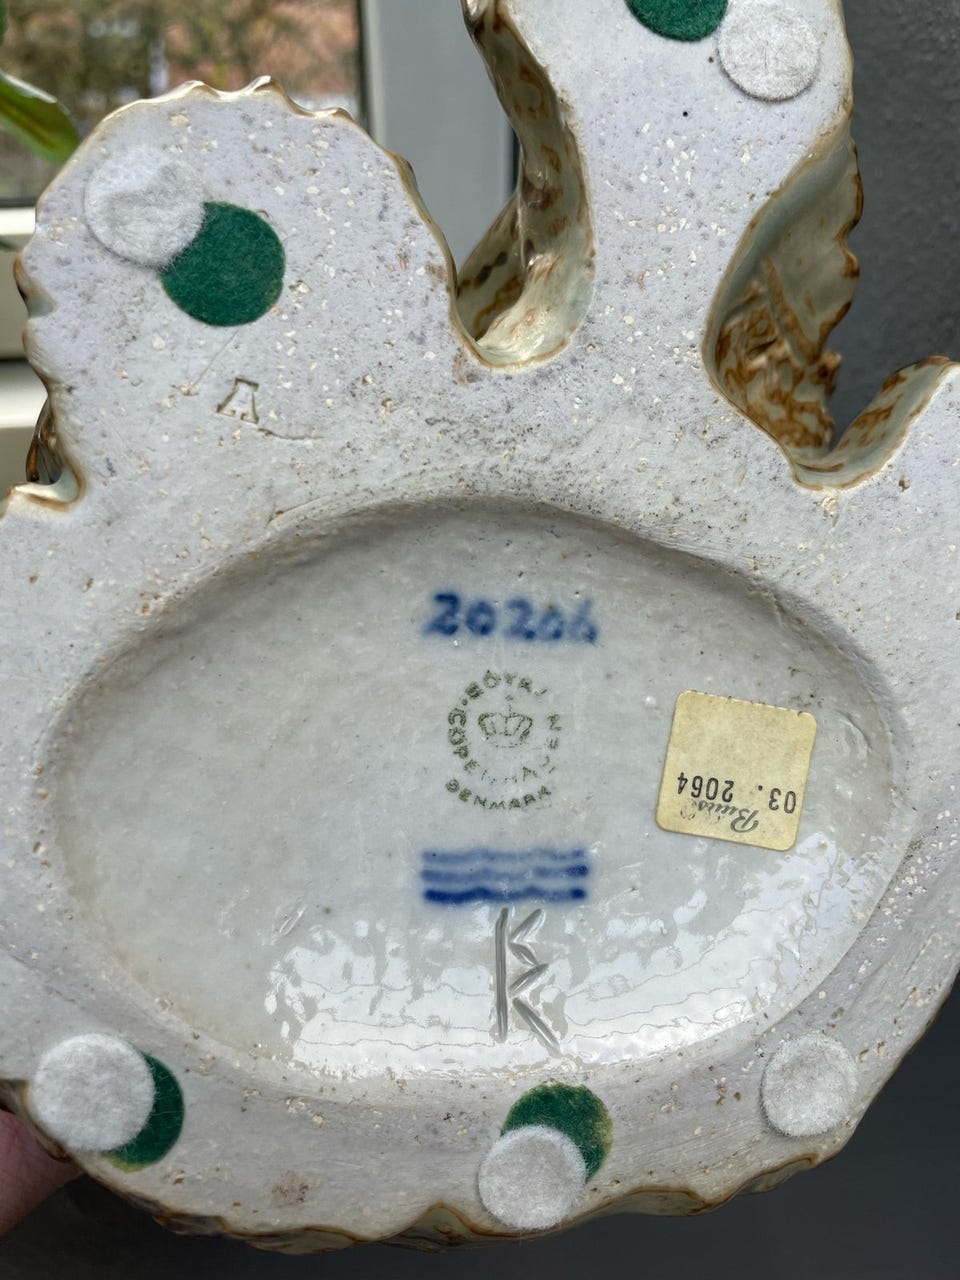 A
20206
ROYAL
COPENHAGEN
DENMARK
K
03. 2064